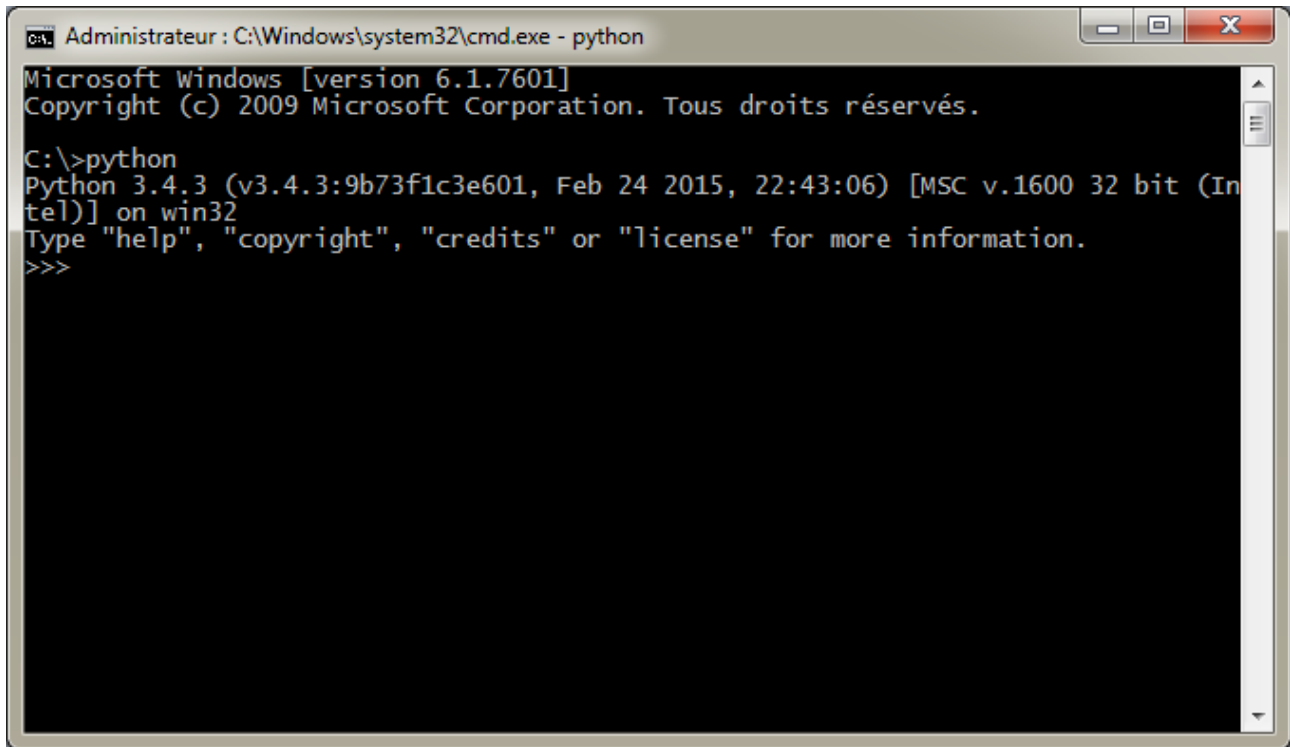 Administrateur : C:\Windows\system32\cmd.exe - python
Microsoft Windows [version 6.1.7601]
Copyright (c) 2009 Microsoft Corporation. Tous droits réservés.
C:\>python
Python 3.4.3 (v3.4.3:9b73f1c3e601, Feb 24 2015, 22:43:06) [MSC v.1600 32 bit (In
tel)] on win32
Type "help", "copyright", "credits" or "license" for more information.
>>>